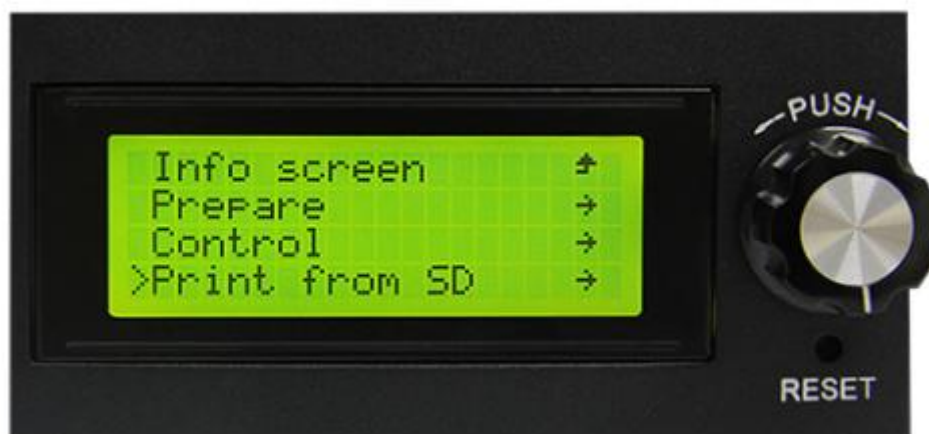 Info screen
Prepare
Control
>Print from SD
PUSH
RESET